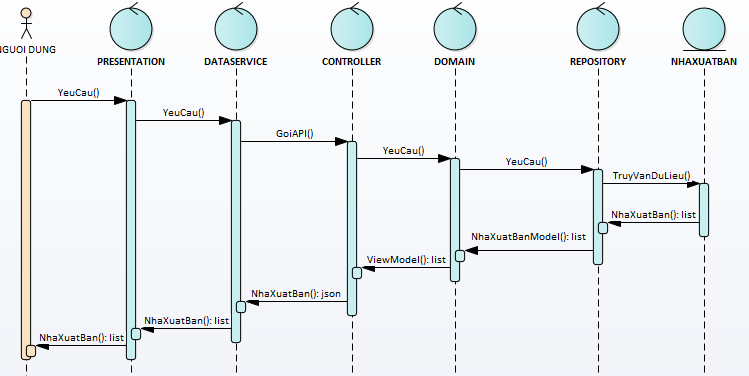 NGUOI DUNG
PRESENTATION
DATASERVICE
CONTROLLER
DOMAIN
REPOSITORY
NHAXUATBAN
YeuCau()
YeuCau()
GoiAPI()
YeuCau()
YeuCau()
TruyVanDuLieu()
NhaXuatBan(): list
NhaXuatBanModel(): list
ViewModel(): list
NhaXuatBan(): json
NhaXuatBan(): list
NhaXuatBan(): list